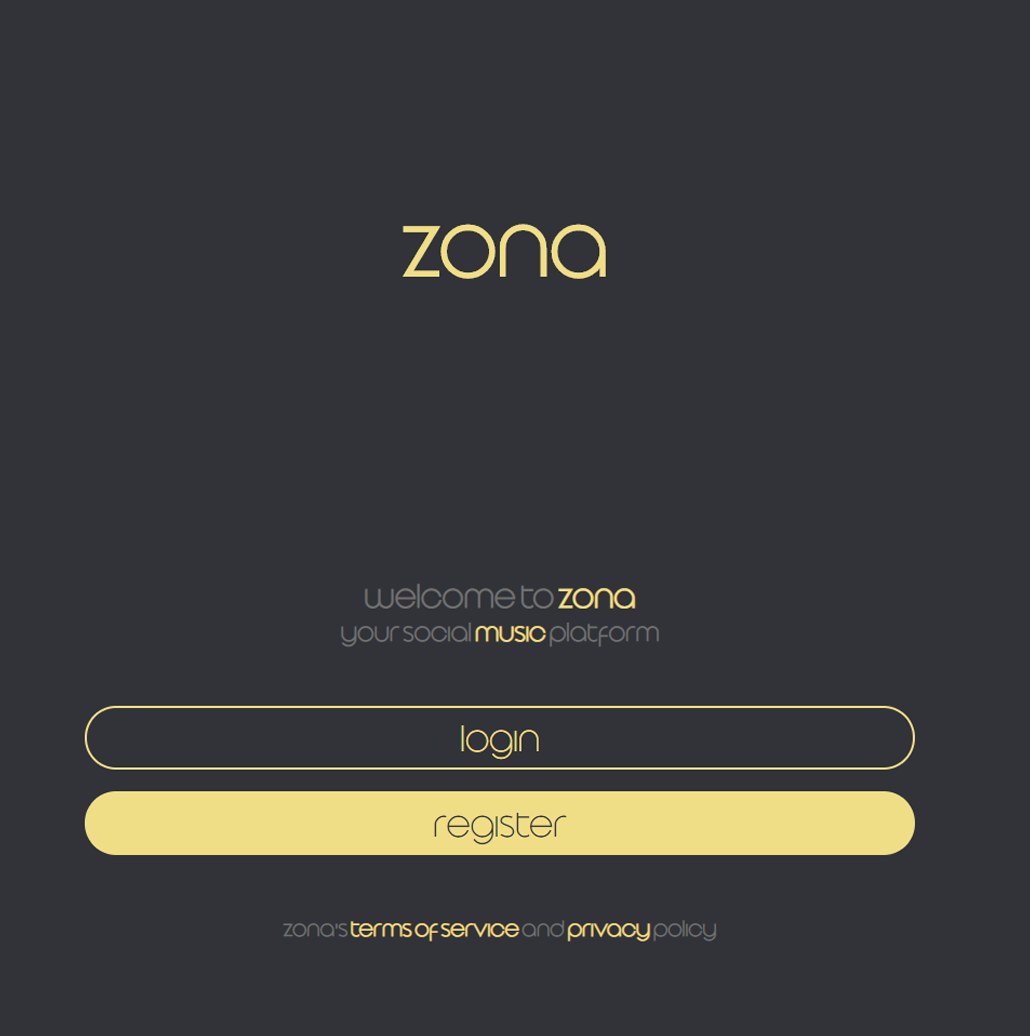 zona
welcome to zona
your social music platform
login
register
zona's terms of service and privacy policy